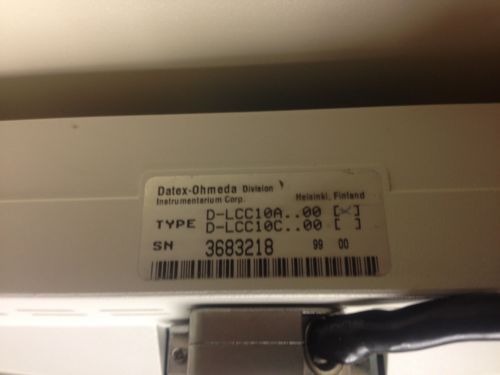 Datex-Ohmeda Division
Instrumentarium Corp. Helsinki, Finland
TYPE D-LCC10A..00 [X]
D-LCC10C..00 [ ]
SN 3683218 99 00